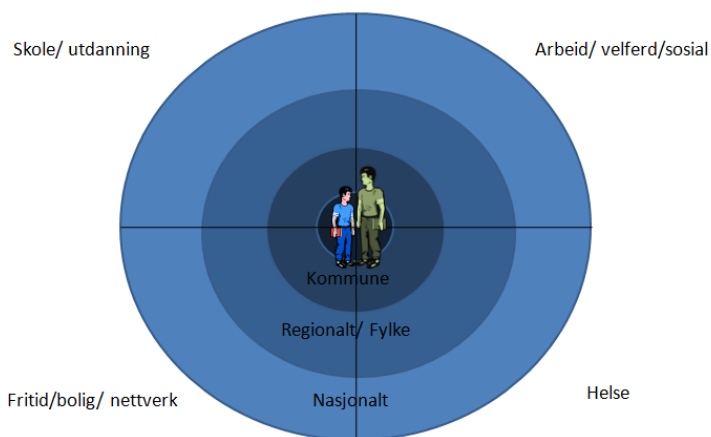 Skole/ utdanning
Arbeid/ velferd/sosial
Kommune
Regionalt/ Fylke
Fritid/bolig/ nettverk
Nasjonalt
Helse